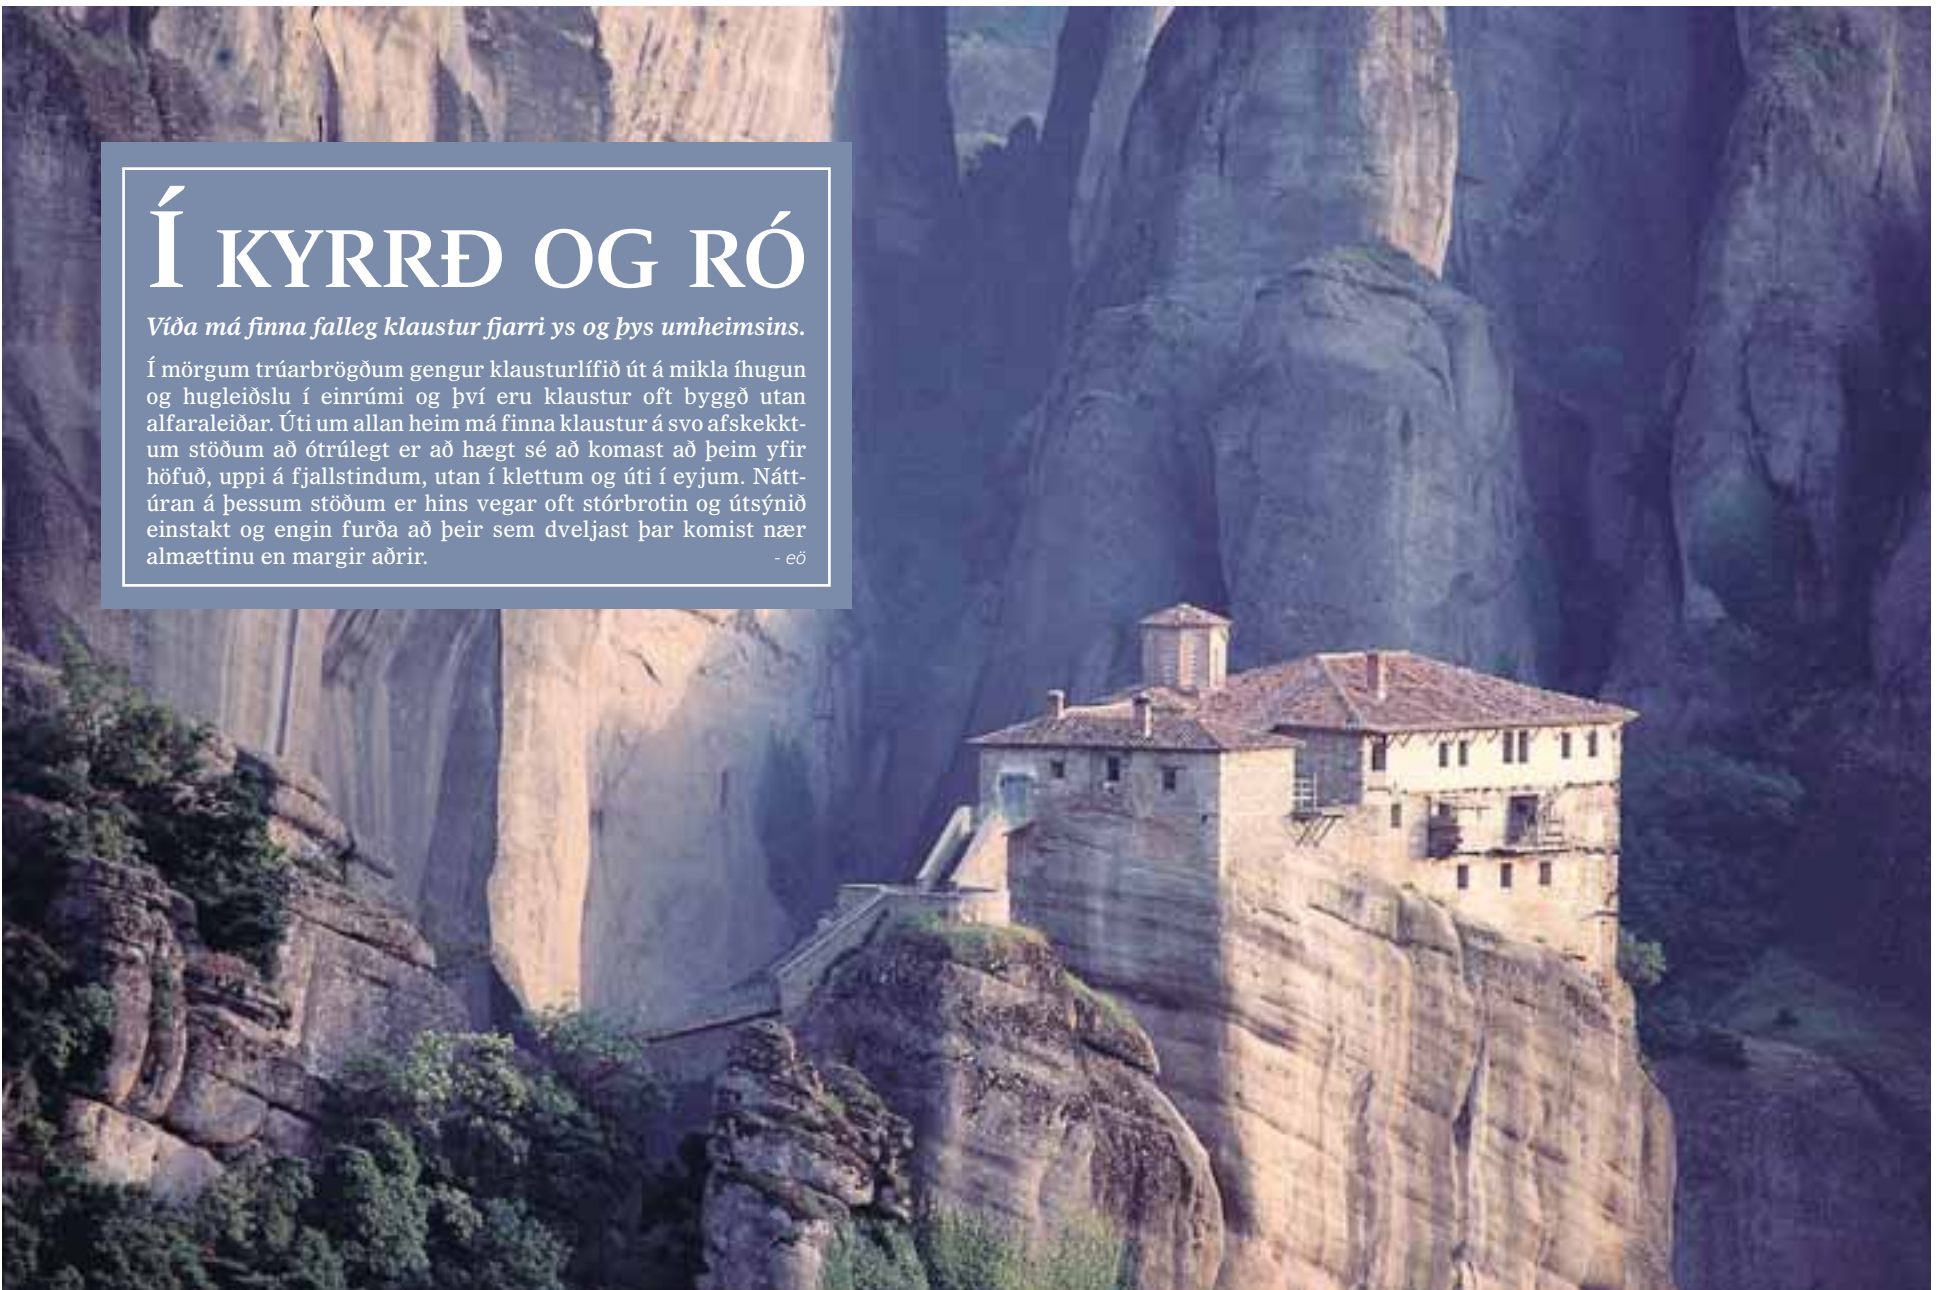 Í KYRRÐ OG RÓ
Víða má finna falleg klaustur fjarri ys og þys umheimsins.
Í mörgum trúarbrögðum gengur klausturlífið út á mikla íhugun
og hugleiðslu í einrúmi og því eru klaustur oft byggð utan
alfaraleiðar. Úti um allan heim má finna klaustur á svo afskekkt-
um stöðum að ótrúlegt er að hægt sé að komast að þeim yfir
höfuð, uppi á fjallstindum, utan í klettum og úti í eyjum. Nátt-
úran á þessum stöðum er hins vegar oft stórbrotin og útsýnið
einstakt og engin furða að þeir sem dveljast þar komist nær
almættinu en margir aðrir. - eö